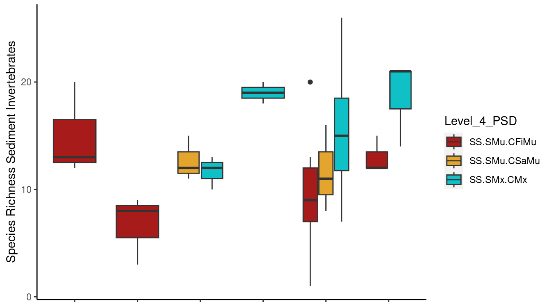 Species Richness Sediment Invertebrates
20
10
0
Level_4_PSD
SS.SMu.CFiMu
SS.SMu.CSaMu
SS.SMx.CMx